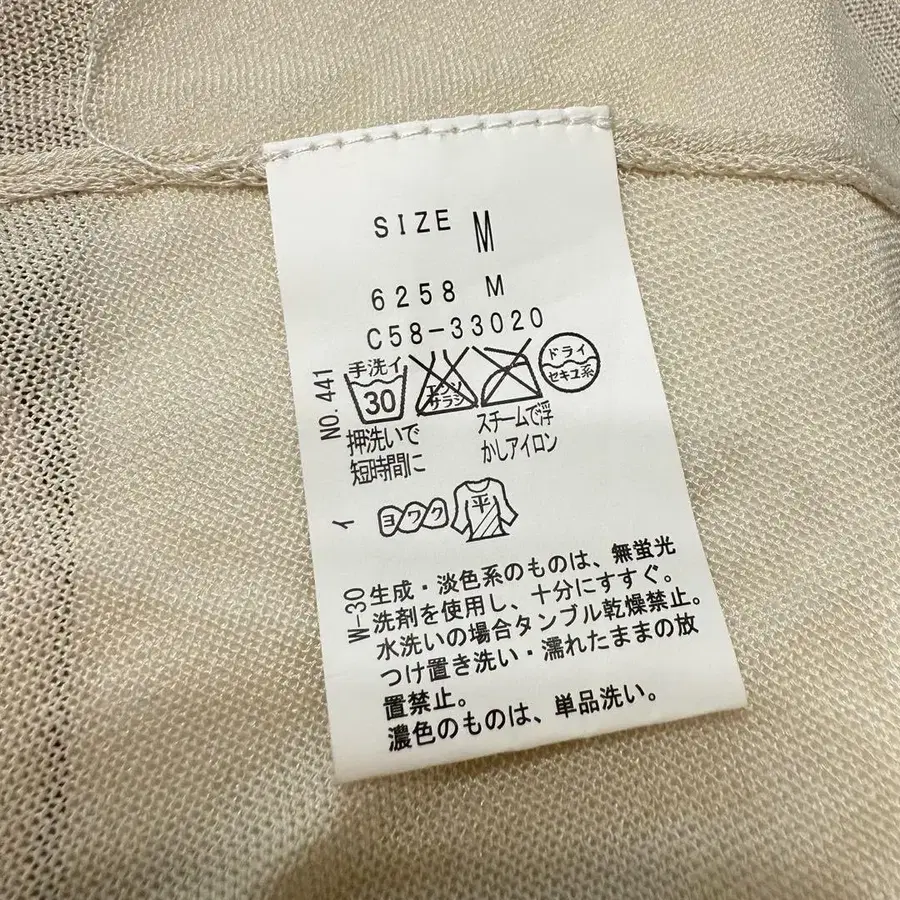 SIZE M
6258 M
C58-33020
NO. 441
手洗イ
30
エンソ
サラシ
ドライ
セキユ系
押洗いで
短時間に
スチームで浮
かしアイロン
イ
ヨワク
平
W-30
生成・淡色系のものは、無蛍光
洗剤を使用し、十分にすすぐ。
水洗いの場合タンブル乾燥禁止。
つけ置き洗い・濡れたままの放
置禁止。
濃色のものは、単品洗い。